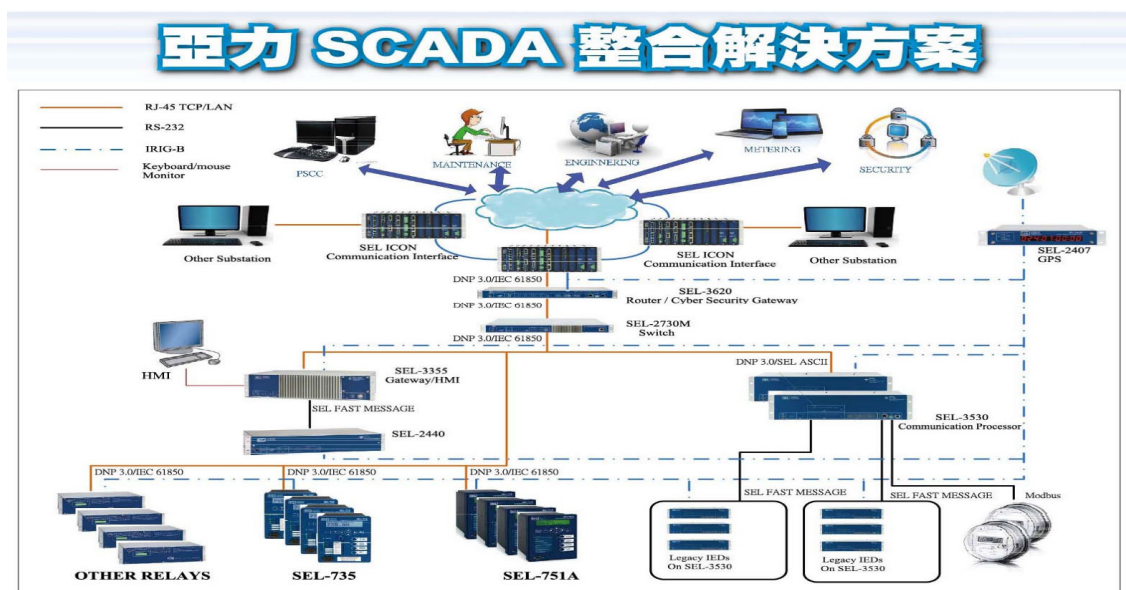 亞力 SCADA 整合解決方案
RJ-45 TCP/LAN
RS-232
IRIG-B
Keyboard/mouse
Monitor
PSCC
MAINTENANCE
ENGINNERING
METERING
SECURITY
Other Substation
SEL ICON
Communication Interface
SEL ICON
Communication Interface
Other Substation
SEL-2407
GPS
DNP 3.0/IEC 61850
SEL-3620
Router / Cyber Security Gateway
DNP 3.0/IEC 61850
SEL-2730M
Switch
DNP 3.0/IEC 61850
HMI
SEL-3355
Gateway/HMI
DNP 3.0/SEL ASCII
SEL FAST MESSAGE
SEL-2440
SEL-3530
Communication Processor
DNP 3.0/IEC 61850
DNP 3.0/IEC 61850
DNP 3.0/IEC 61850
SEL FAST MESSAGE
SEL FAST MESSAGE
Modbus
Legacy IEDs
On SEL-3530
Legacy IEDs
On SEL-3530
OTHER RELAYS
SEL-735
SEL-751A